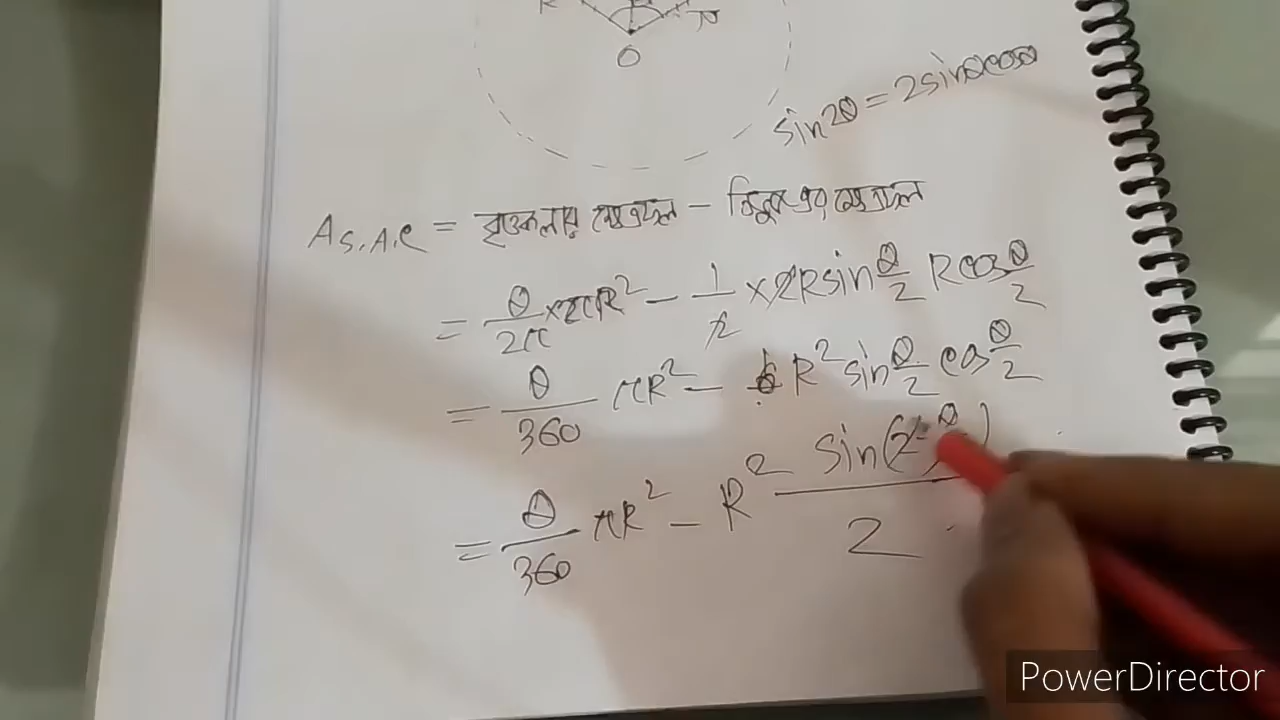 R
O
sin2θ = 2sinθcosθ
A S.A.C = বৃত্তকলার ক্ষেত্রফল – ত্রিভুজ এর ক্ষেত্রফল
= θ/2π × πR² – 1/2 × 2R sin θ/2 R cos θ/2
= θ/360 πR² – R² sin θ/2 cos θ/2
= θ/360 πR² – R² sin(2·θ
2
PowerDirector